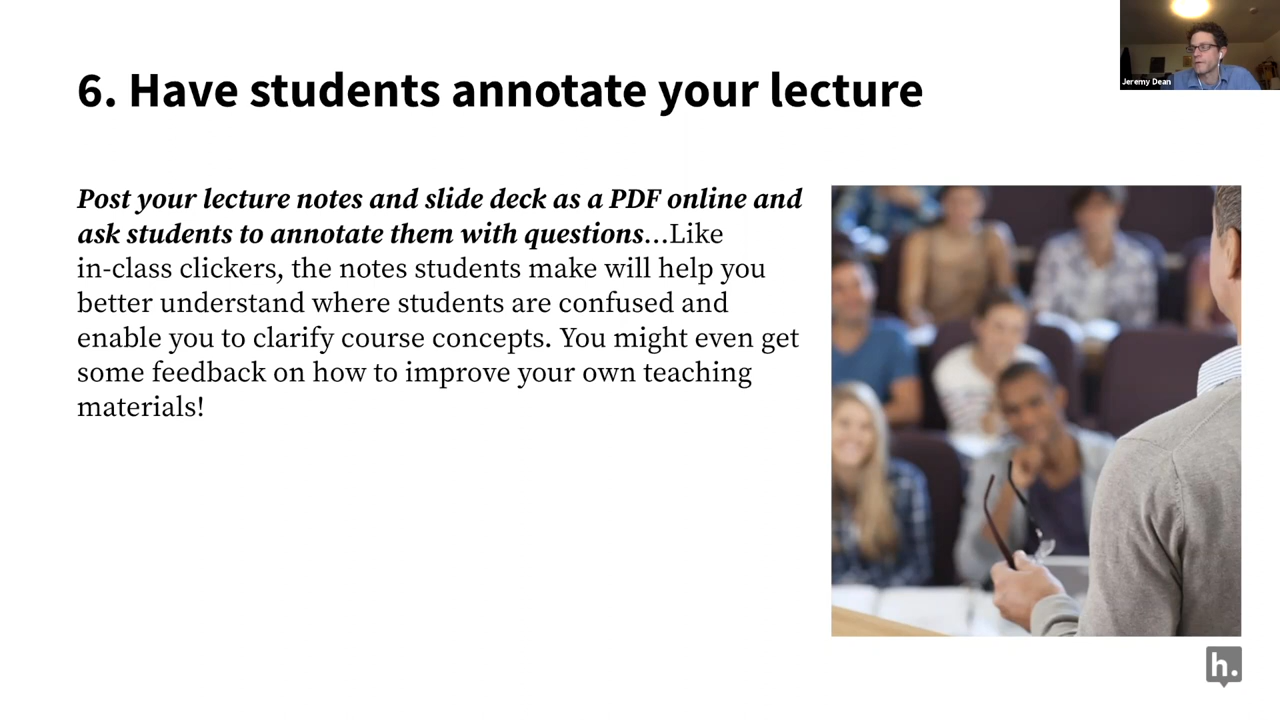 6. Have students annotate your lecture
Jeremy Dean
Post your lecture notes and slide deck as a PDF online and
ask students to annotate them with questions…Like
in-class clickers, the notes students make will help you
better understand where students are confused and
enable you to clarify course concepts. You might even get
some feedback on how to improve your own teaching
materials!
h.